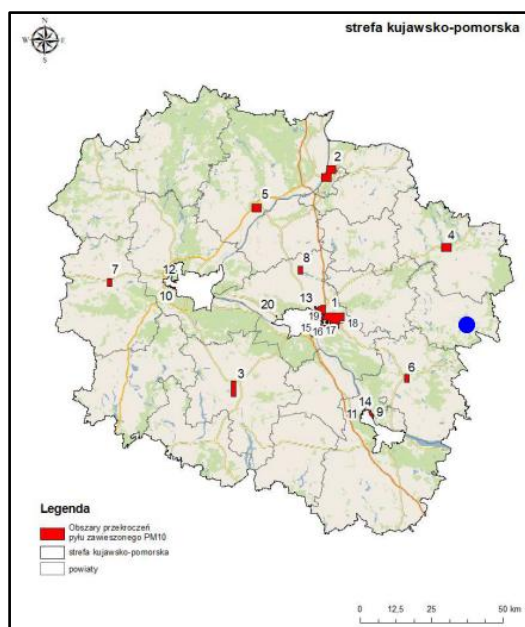 strefa kujawsko-pomorska
N
W
E
S
2
5
4
8
7
12
10
20
13
1
19
18
15
16
17
3
6
14
11
9
Legenda
Obszary przekroczeń
pyłu zawieszonego PM10
strefa kujawsko-pomorska
powiaty
0 12,5 25 50 km